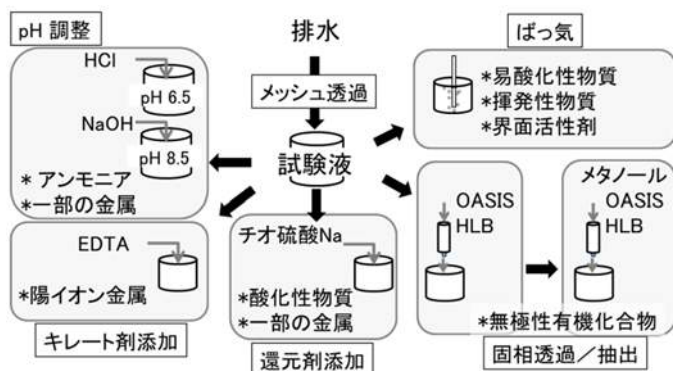 pH 調整
HCl
pH 6.5
NaOH
pH 8.5
* アンモニア
*一部の金属
排水
メッシュ透過
試験液
ばっ気
*易酸化性物質
*揮発性物質
*界面活性剤
EDTA
*陽イオン金属
キレート剤添加
チオ硫酸Na
*酸化性物質
*一部の金属
還元剤添加
OASIS
HLB
メタノール
OASIS
HLB
*無極性有機化合物
固相透過/抽出